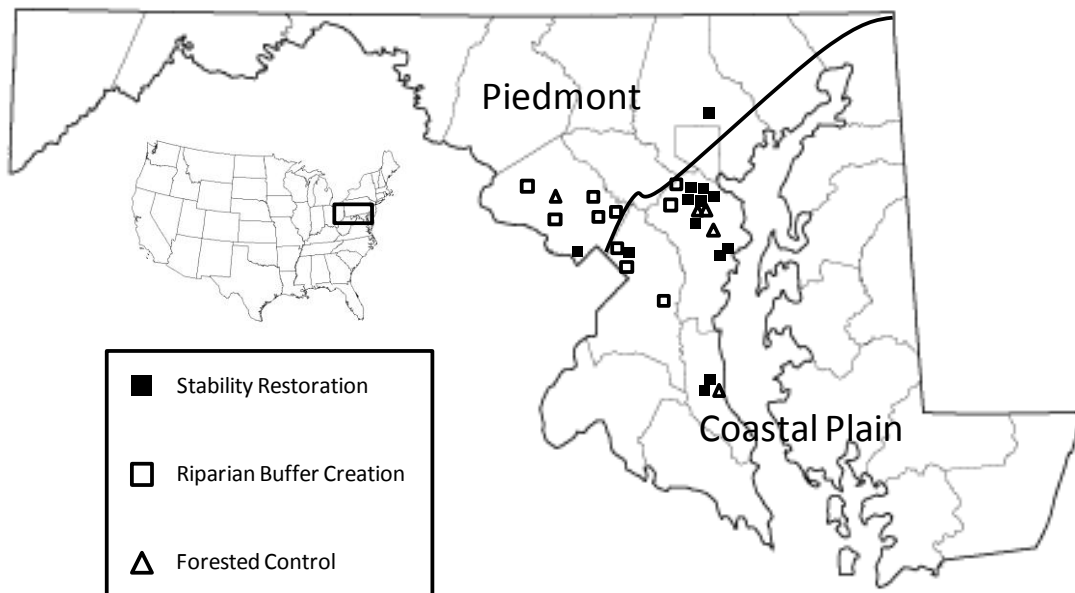 Piedmont
Coastal Plain
Stability Restoration
Riparian Buffer Creation
Forested Control